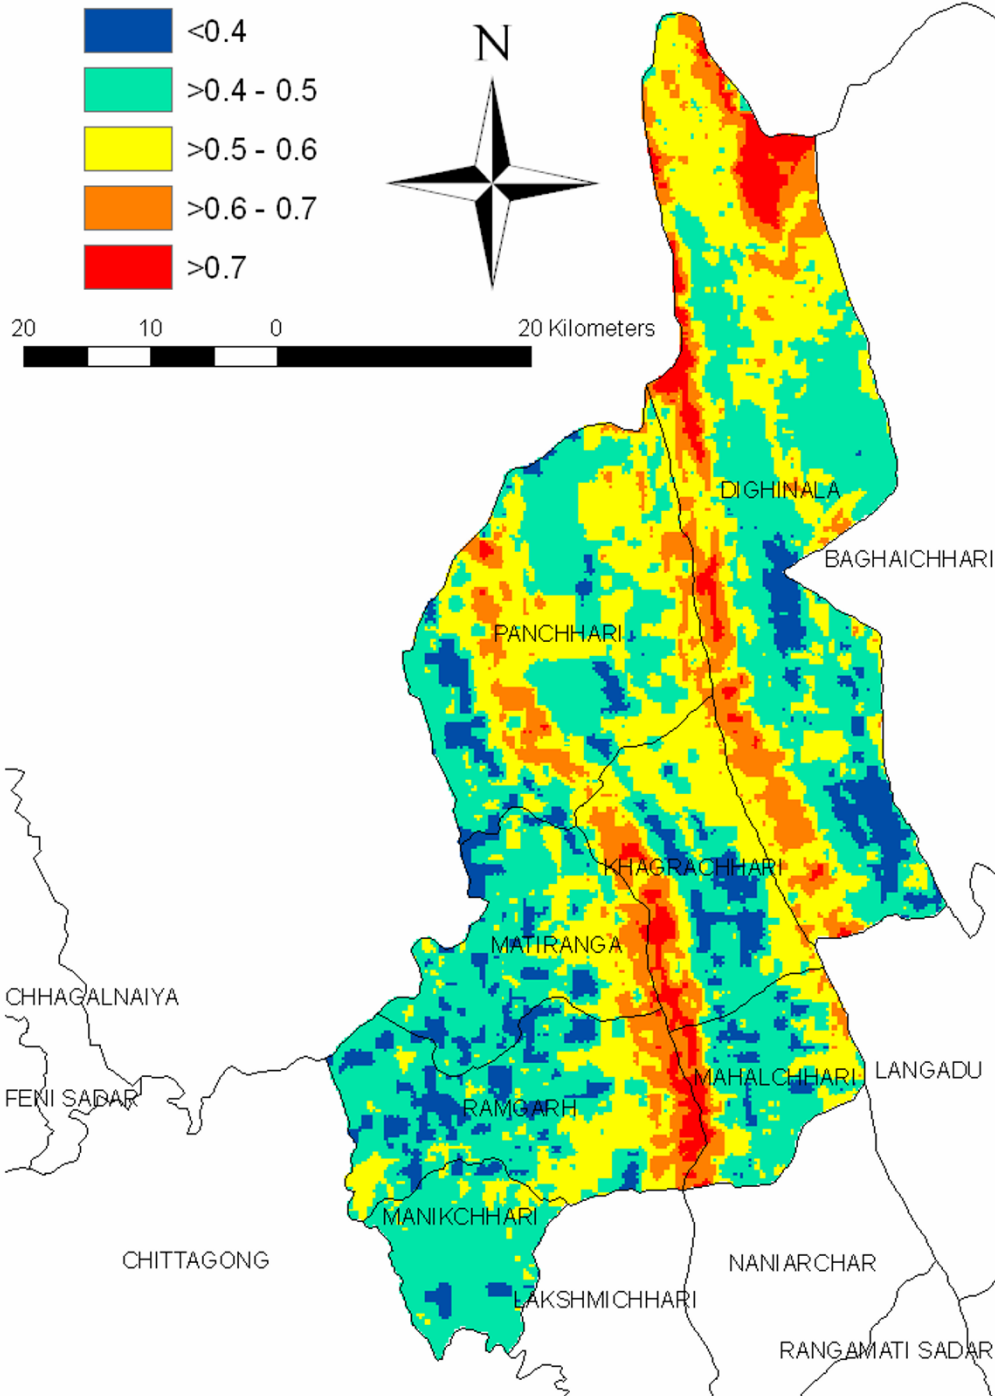 <0.4
>0.4 - 0.5
>0.5 - 0.6
>0.6 - 0.7
>0.7
N
20 10 0 20 Kilometers
DIGHINALA
BAGHAICHHARI
PANCHHARI
KHAGRACHHARI
MATIRANGA
CHHAGALNAIYA
MAHALCHHARI
LANGADU
FENI SADAR
RAMGARH
MANIKCHHARI
CHITTAGONG
NANIARCHAR
LAKSHMICHHARI
RANGAMATI SADAR